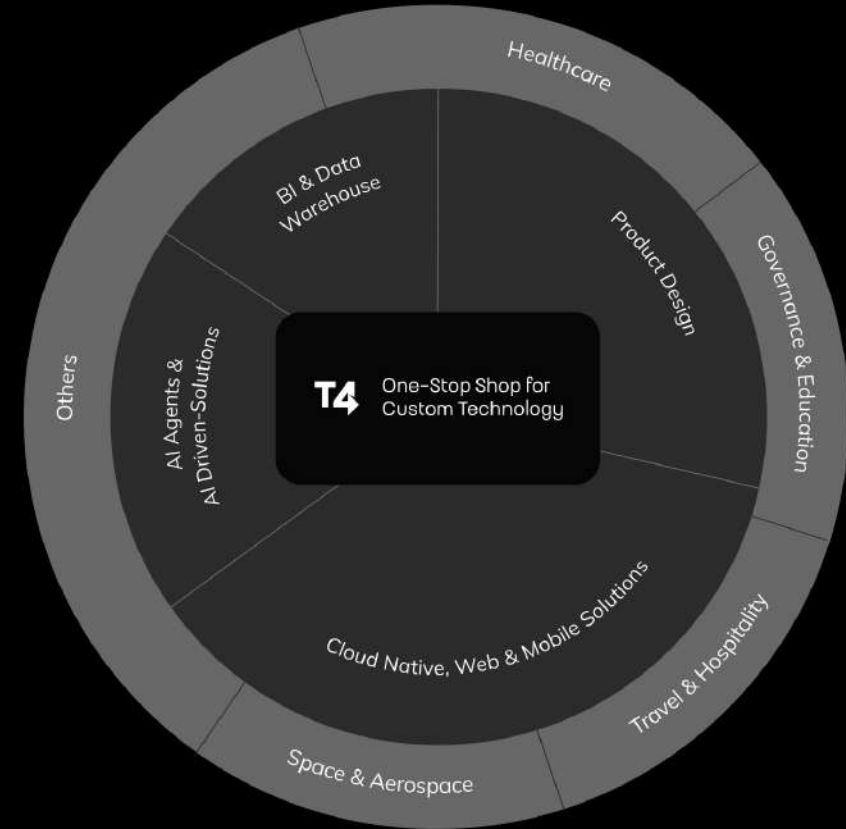 Healthcare
BI & Data
Warehouse
Product Design
Governance & Education
Others
AI Agents &
AI Driven-Solutions
T4
One-Stop Shop for
Custom Technology
Cloud Native, Web & Mobile Solutions
Travel & Hospitality
Space & Aerospace